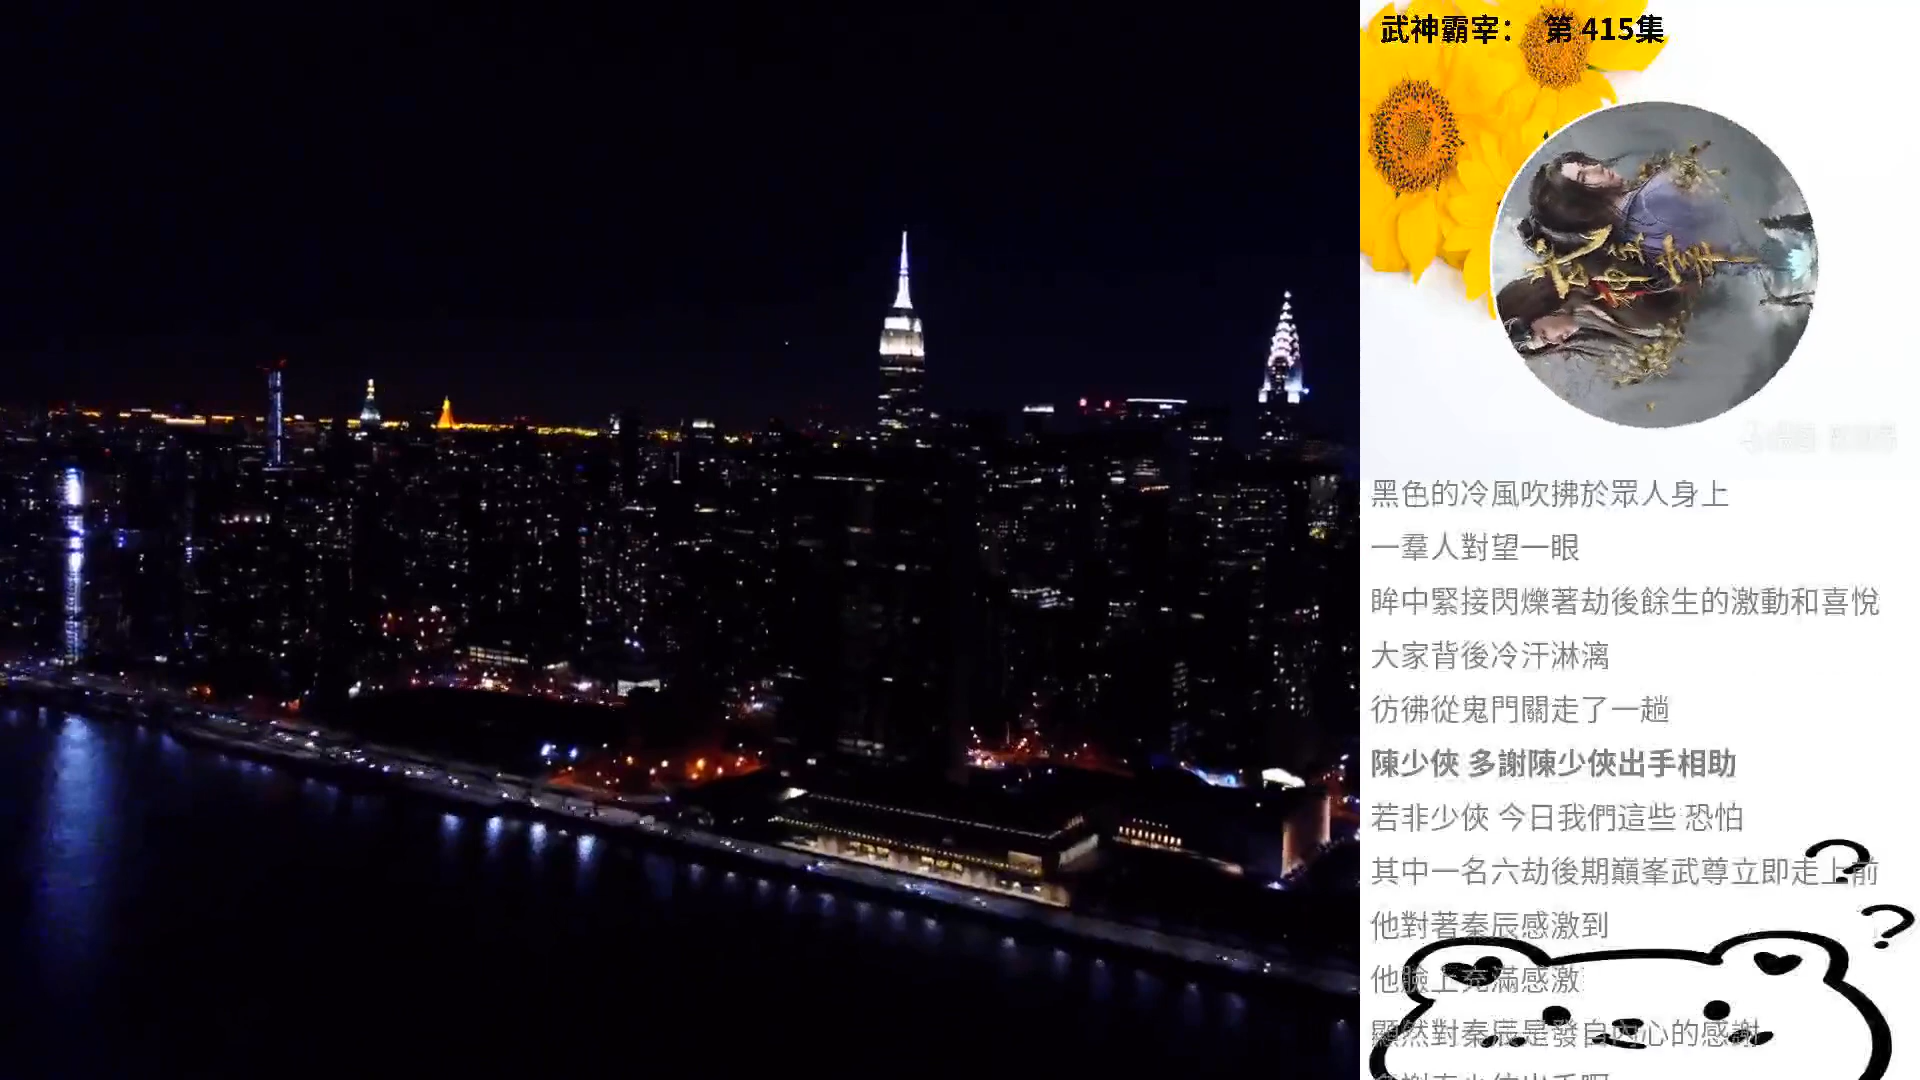 武神霸宰： 第 415集
黑色的冷風吹拂於眾人身上
一羣人對望一眼
眸中緊接閃爍著劫後餘生的激動和喜悅
大家背後冷汗淋漓
彷彿從鬼門關走了一趟
陳少俠 多謝陳少俠出手相助
若非少俠 今日我們這些 恐怕
其中一名六劫後期巔峯武尊立即走上前
他對著秦辰感激到
他臉上充滿感激
顯然對秦辰是發自內心的感謝